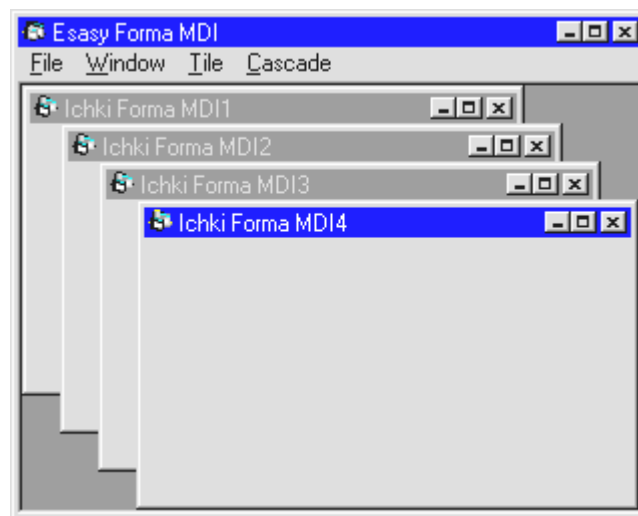 Esasy Forma MDI
File Window Tile Cascade
Ichki Forma MDI1
Ichki Forma MDI2
Ichki Forma MDI3
Ichki Forma MDI4